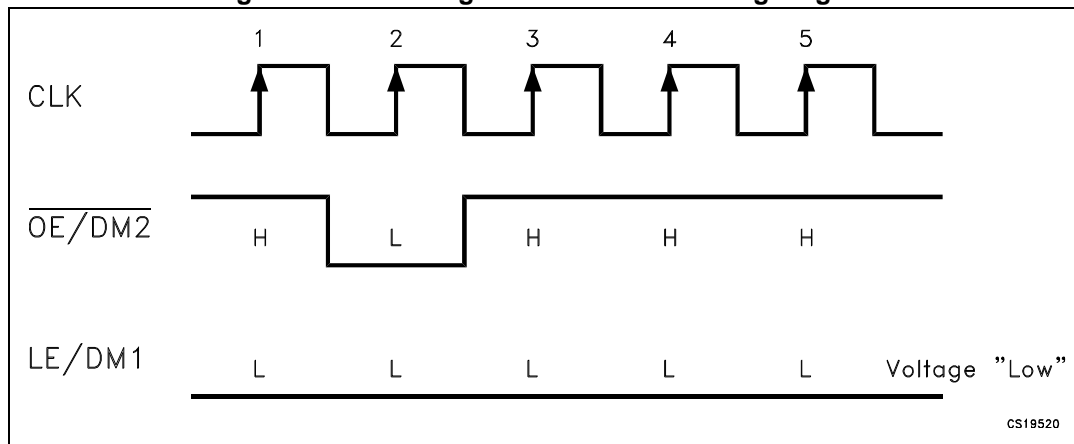 1 2 3 4 5
CLK
OE/DM2
H L H H H
LE/DM1
L L L L L Voltage "Low"
CS19520